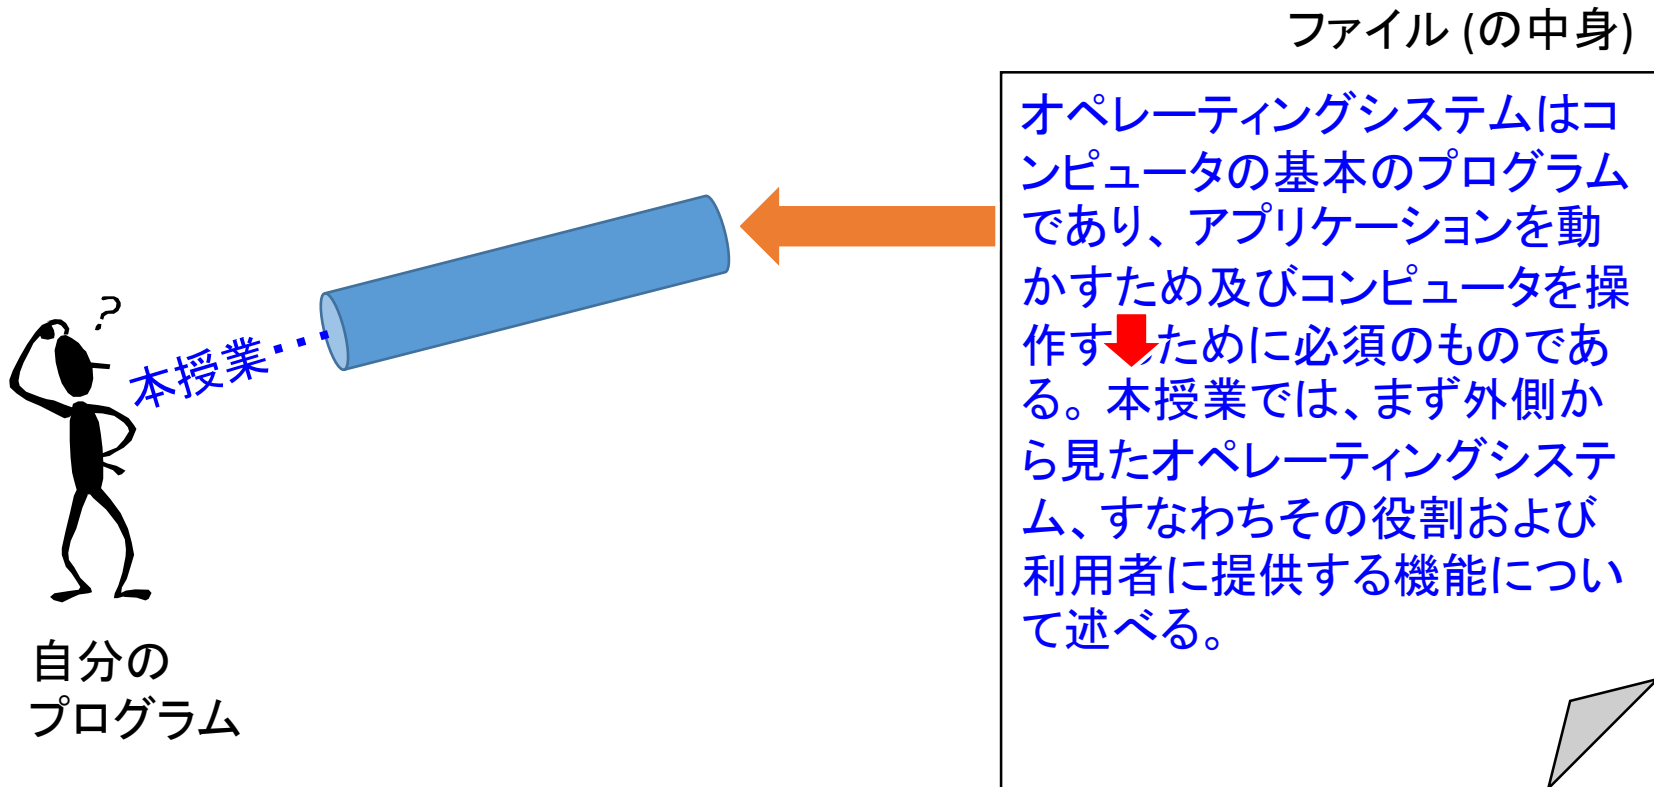 ファイル (の中身)
オペレーティングシステムはコ
ンピュータの基本のプログラム
であり、アプリケーションを動
かすため及びコンピュータを操
作す ために必須のものであ
る。本授業では、まず外側か
ら見たオペレーティングシステ
ム、すなわちその役割および
利用者に提供する機能につい
て述べる。
?
本授業・・・
自分の
プログラム